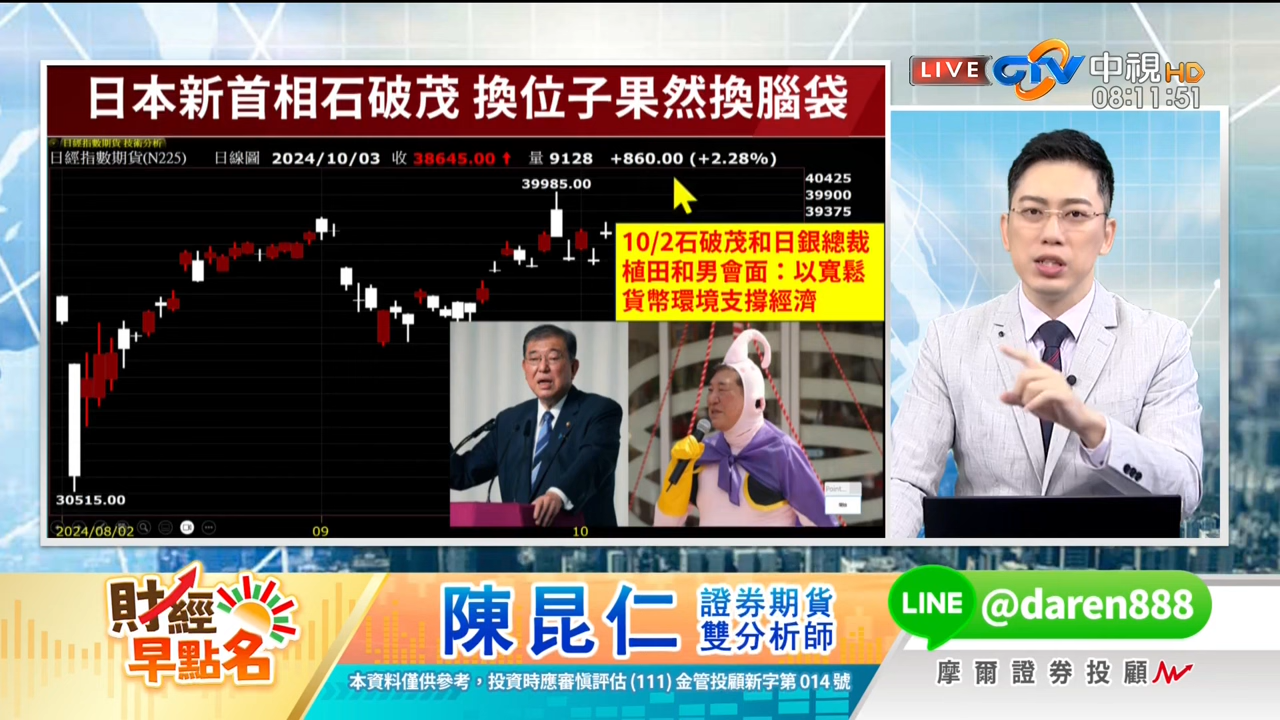 日本新首相石破茂 換位子果然換腦袋
LIVE CTV 中視HD
08:11:51
日經指數期貨 技術分析
日經指數期貨(N225) 日線圖 2024/10/03 收 38645.00 ↑ 量 9128 +860.00 (+2.28%)
39985.00
40425
39900
39375
10/2石破茂和日銀總裁
植田和男會面：以寬鬆
貨幣環境支撐經濟
30515.00
2024/08/02 09 10
財經
早點名
陳昆仁
證券期貨
雙分析師
LINE @daren888
摩爾證券投顧
本資料僅供參考，投資時應審慎評估 (111) 金管投顧新字第 014 號